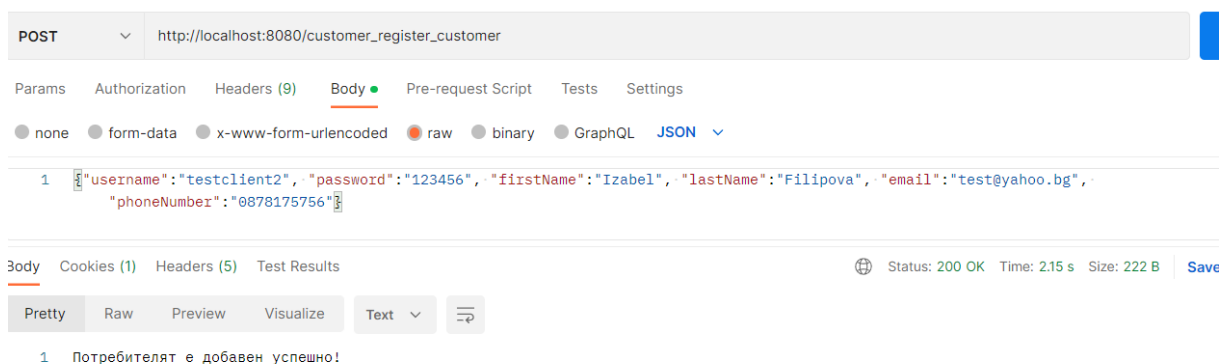 POST http://localhost:8080/customer_register_customer
Params Authorization Headers (9) Body Pre-request Script Tests Settings
none form-data x-www-form-urlencoded raw binary GraphQL JSON
1 {"username":"testclient2", "password":"123456", "firstName":"Izabel", "lastName":"Filipova", "email":"test@yahoo.bg",
"phoneNumber":"0878175756"}
Body Cookies (1) Headers (5) Test Results Status: 200 OK Time: 2.15 s Size: 222 B Save
Pretty Raw Preview Visualize Text
1 Потребителят е добавен успешно!